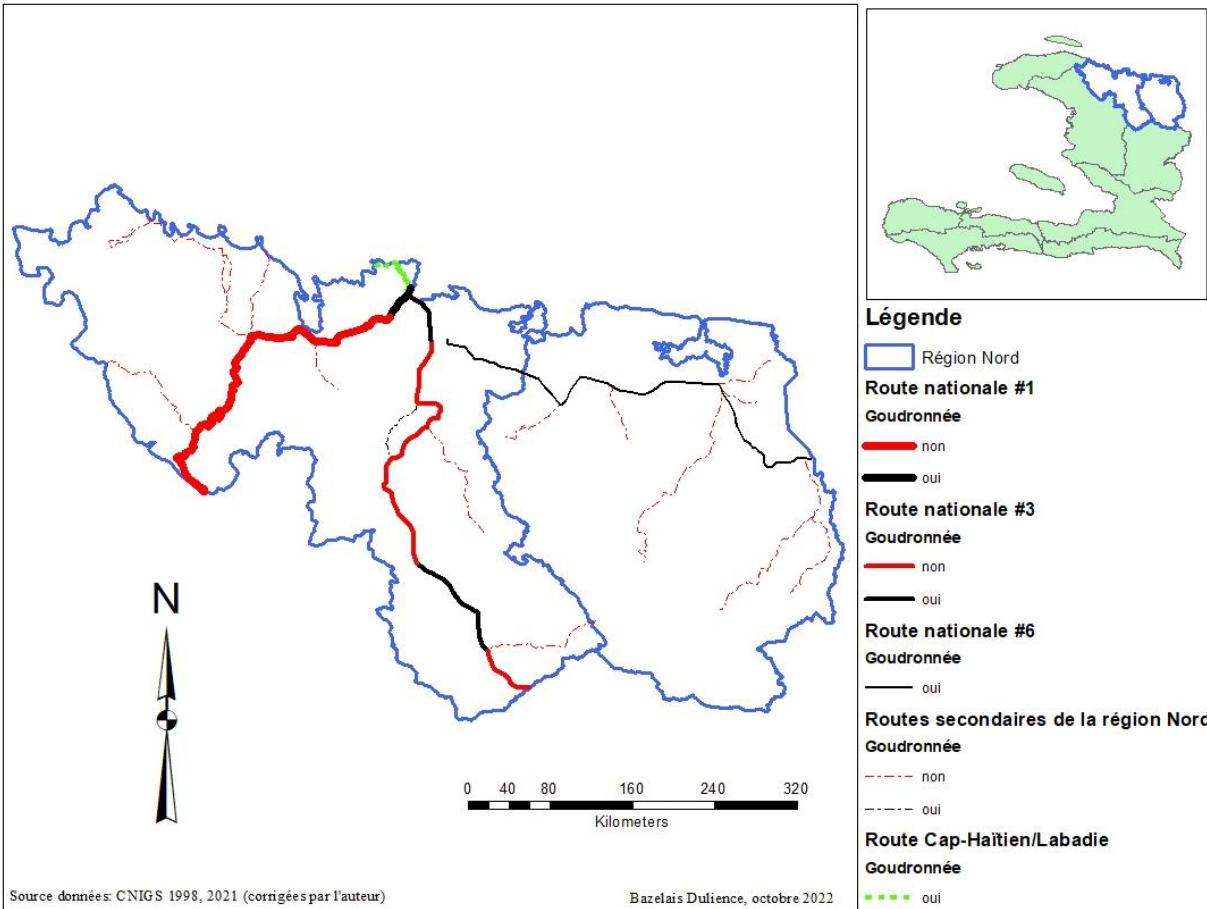 N
0 40 80 160 240 320
Kilometers
Source données: CNIGS 1998, 2021 (corrigées par l'auteur)
Bazelais Dulience, octobre 2022
Légende
Région Nord
Route nationale #1
Goudronnée
non
oui
Route nationale #3
Goudronnée
non
oui
Route nationale #6
Goudronnée
oui
Routes secondaires de la région Nord
Goudronnée
non
oui
Route Cap-Haïtien/Labadie
Goudronnée
oui